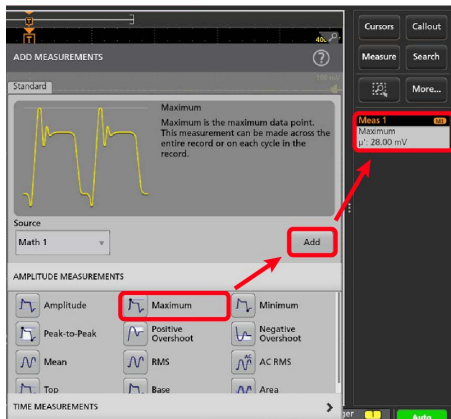 T
T
400
ADD MEASUREMENTS
?
Standard
Maximum
Maximum is the maximum data point.
This measurement can be made across the
entire record or on each cycle in the
record.
Source
Math 1
Add
AMPLITUDE MEASUREMENTS
Amplitude
Maximum
Minimum
Peak-to-Peak
Positive
Overshoot
Negative
Overshoot
Mean
RMS
AC
AC RMS
Top
Base
Area
TIME MEASUREMENTS
Cursors
Callout
Measure
Search
More...
Meas 1
M1
Maximum
µ': 28.00 mV
Auto